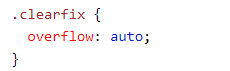 .clearfix {
  overflow: auto;
}